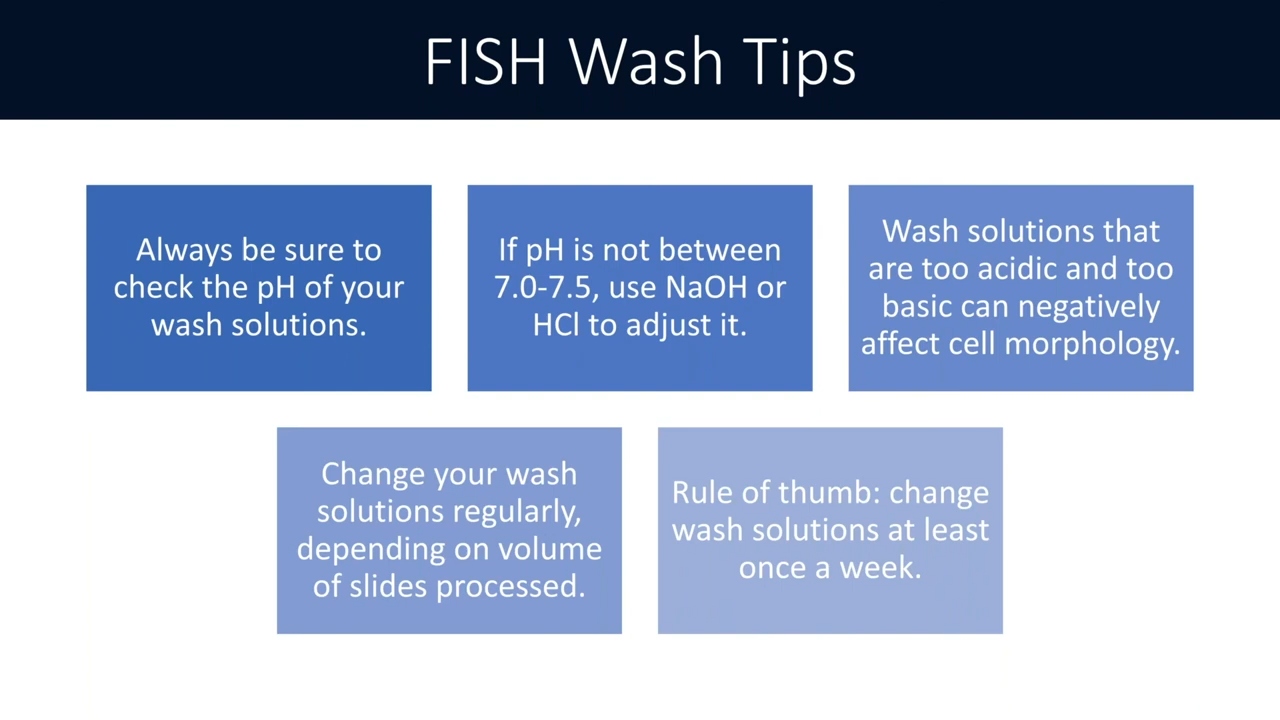 FISH Wash Tips
Always be sure to
check the pH of your
wash solutions.
If pH is not between
7.0-7.5, use NaOH or
HCl to adjust it.
Wash solutions that
are too acidic and too
basic can negatively
affect cell morphology.
Change your wash
solutions regularly,
depending on volume
of slides processed.
Rule of thumb: change
wash solutions at least
once a week.